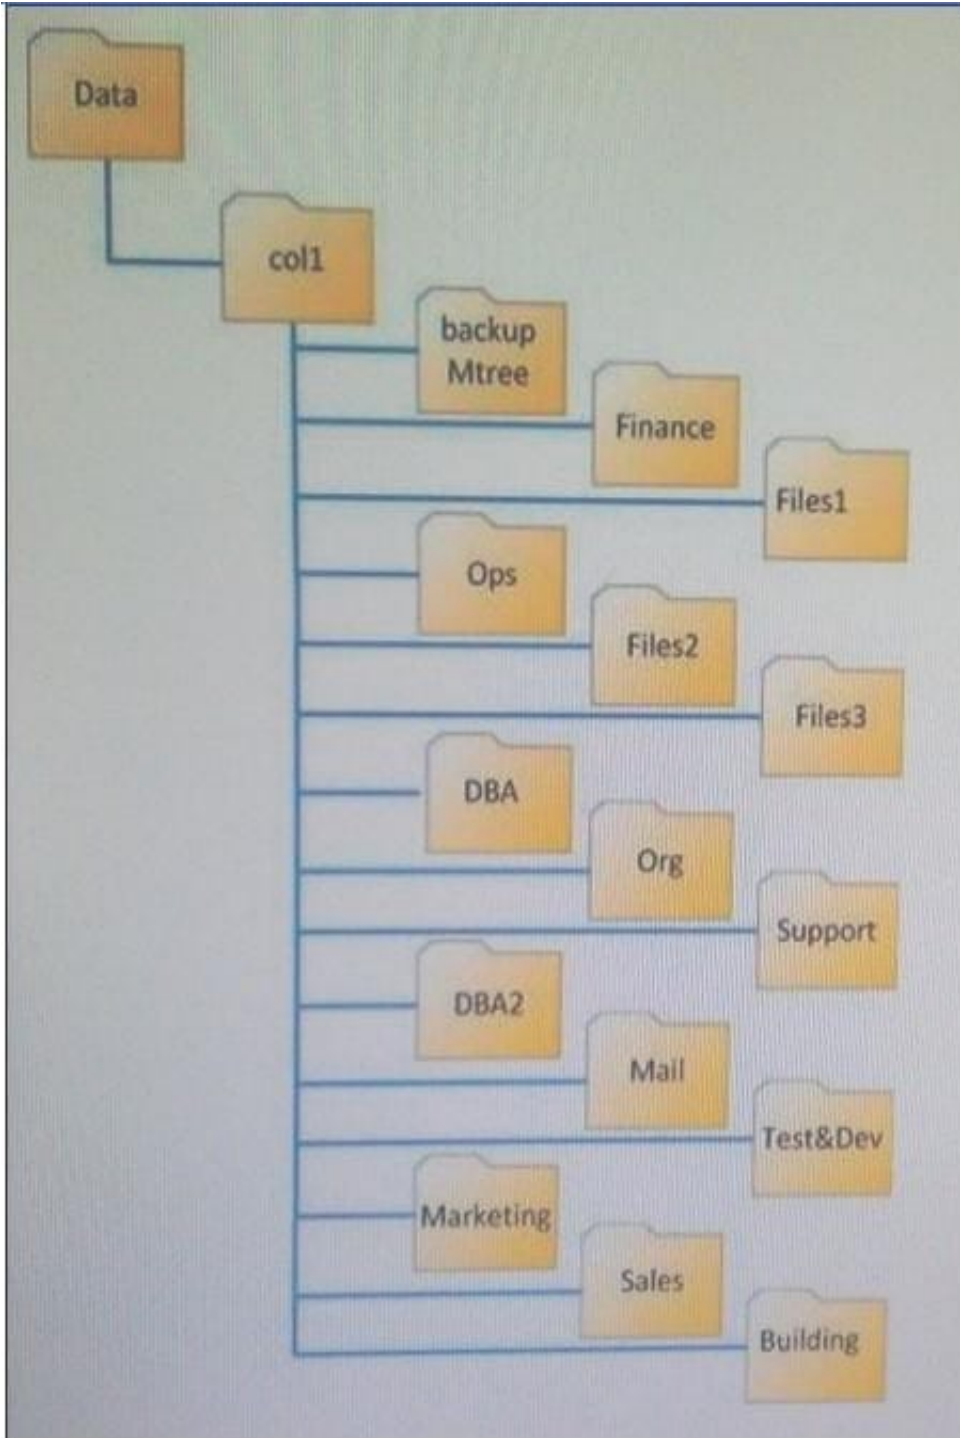 Data
col1
backup
Mtree
Finance
Files1
Ops
Files2
Files3
DBA
Org
Support
DBA2
Mail
Test&Dev
Marketing
Sales
Building